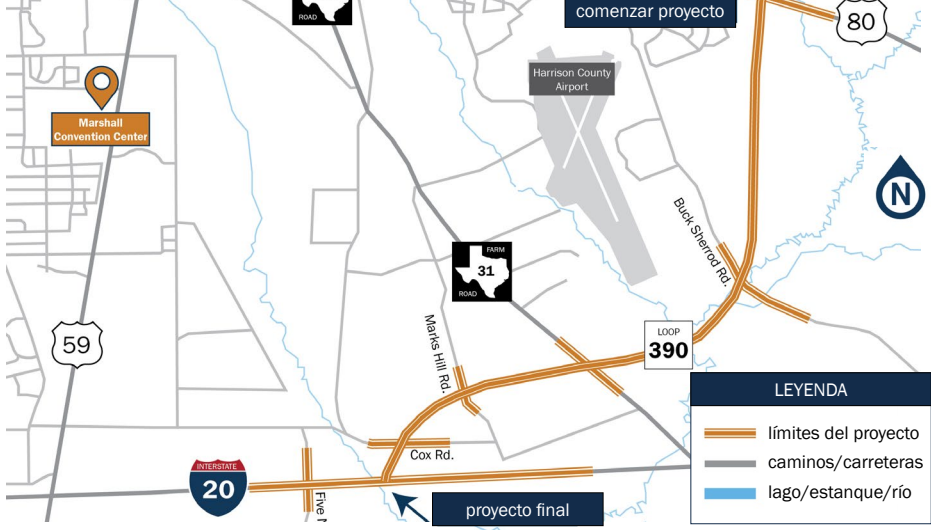 ROAD
comenzar proyecto
80
Harrison County
Airport
Marshall
Convention Center
N
Buck Sherrod Rd.
FARM
31
ROAD
59
Marks Hill Rd.
LOOP
390
LEYENDA
límites del proyecto
caminos/carreteras
lago/estanque/río
Cox Rd.
INTERSTATE
20
Five
proyecto final